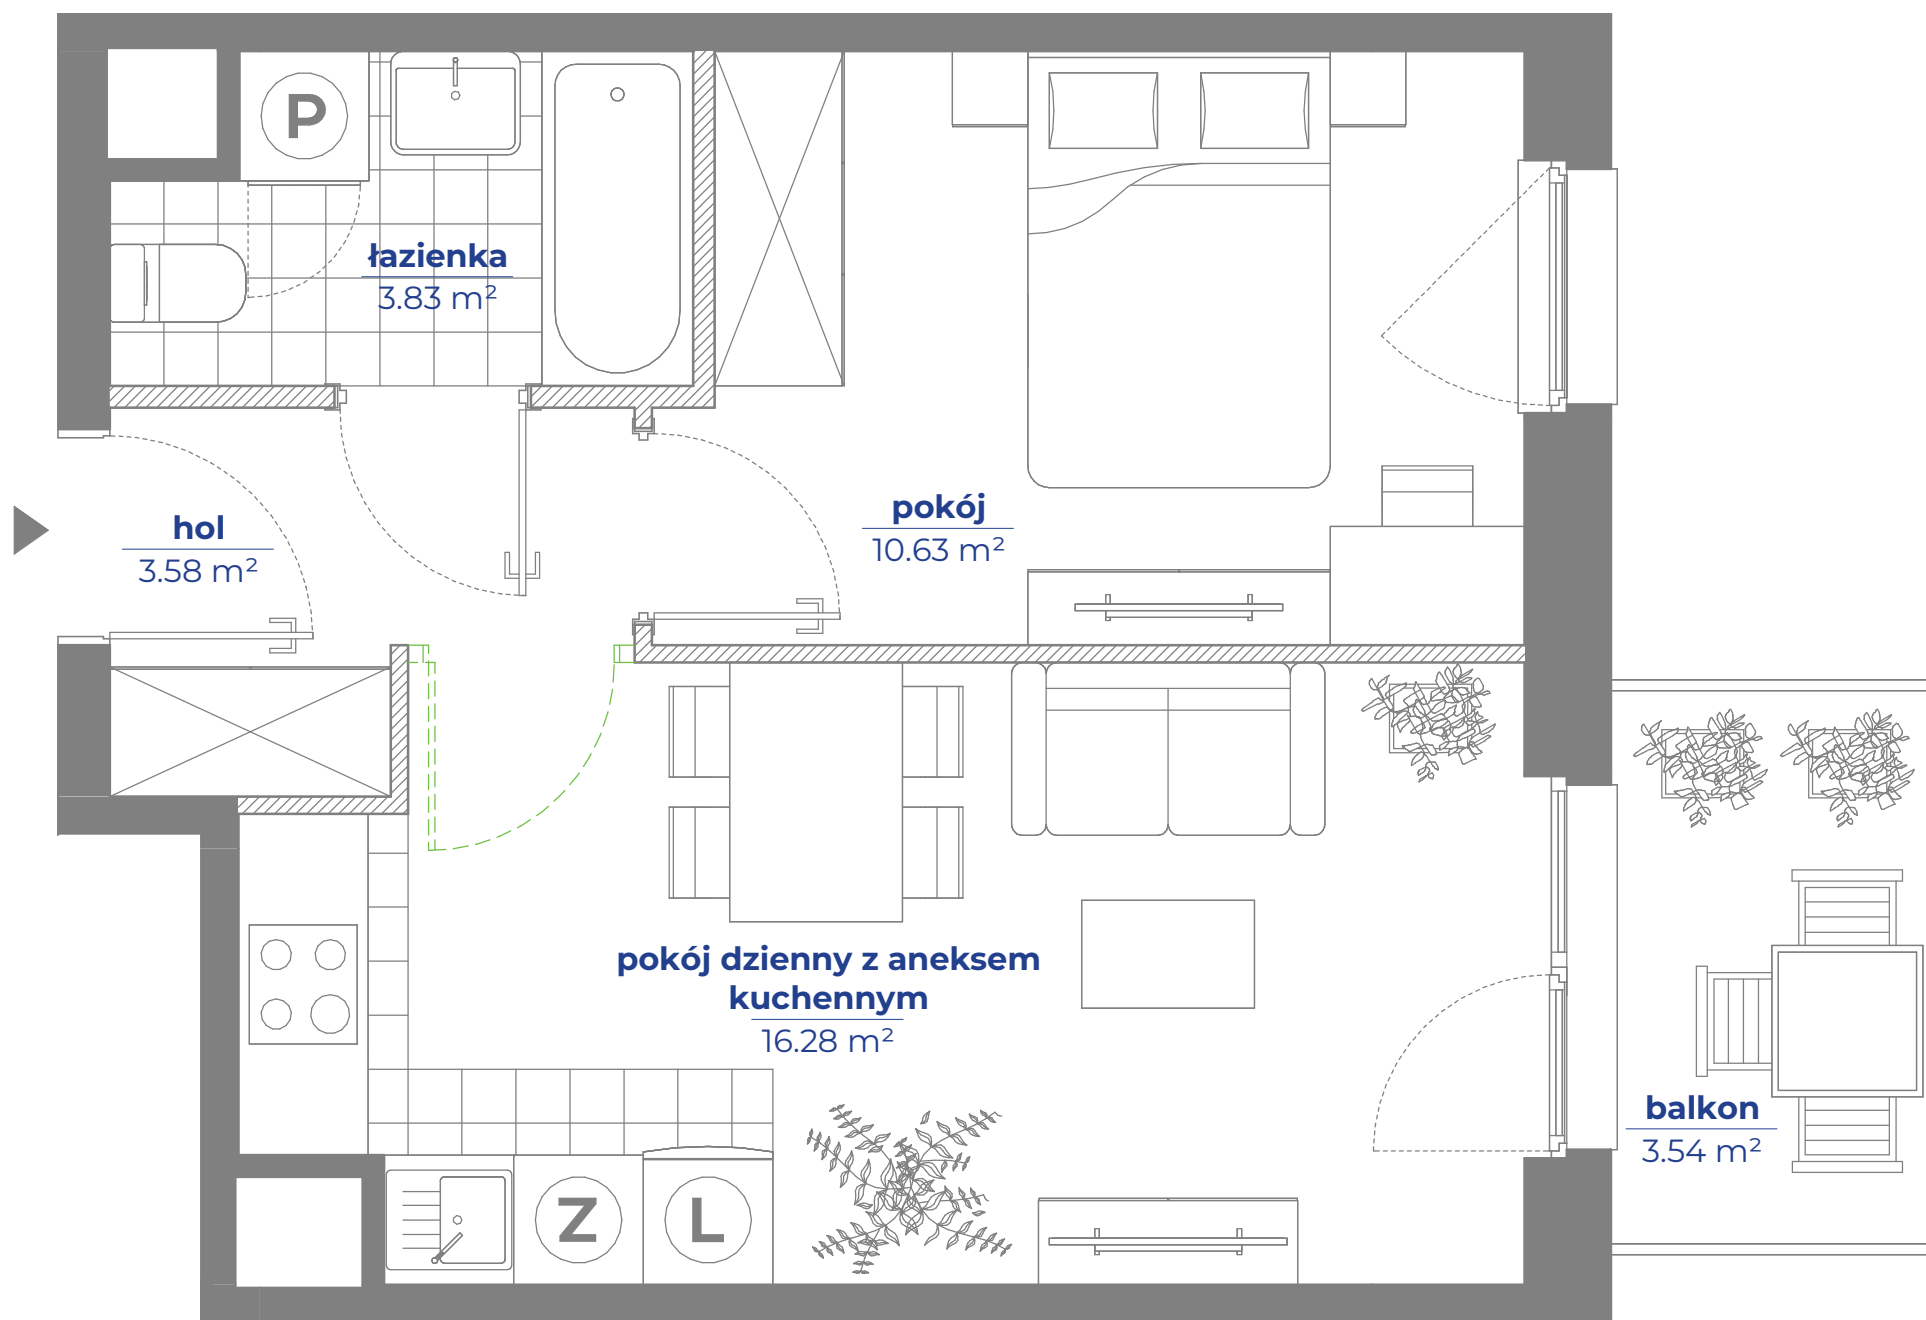 P
łazienka
3.83 m²
hol
3.58 m²
pokój
10.63 m²
pokój dzienny z aneksem
kuchennym
16.28 m²
balkon
3.54 m²
Z
L